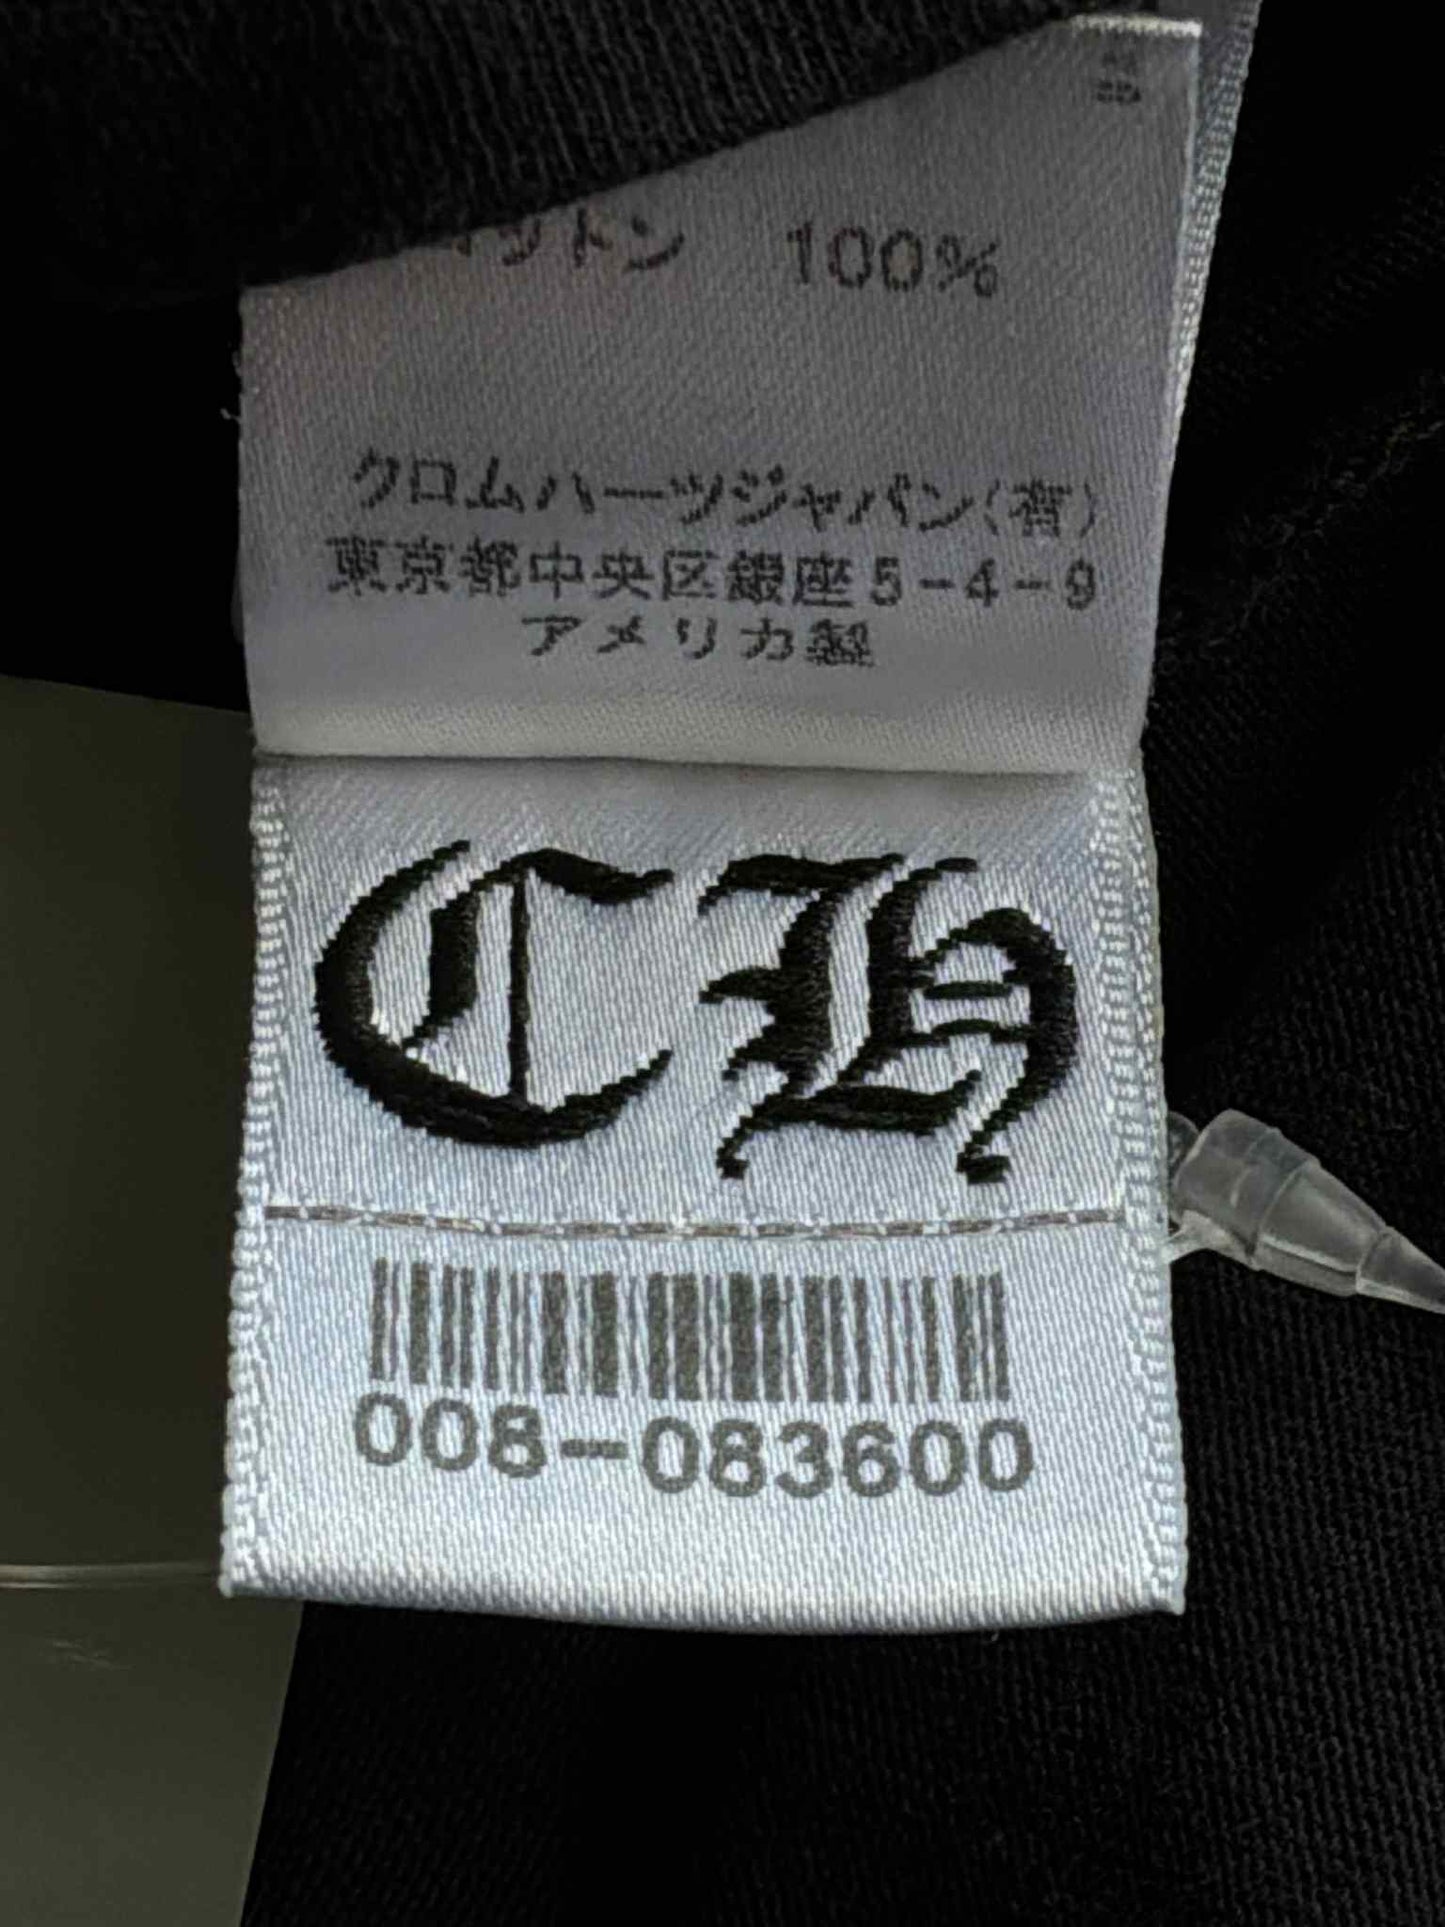 コットン 100%
クロムハーツジャパン(有)
東京都中央区銀座5-4-9
アメリカ製
CH
008-083600